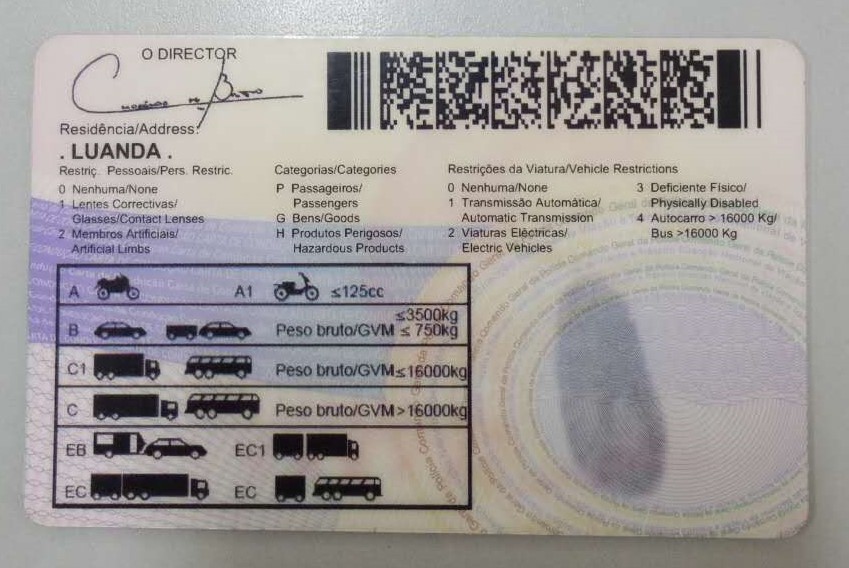 O DIRECTOR
Residência/Address:
. LUANDA .
Restriç. Pessoais/Pers. Restric.
0 Nenhuma/None
1 Lentes Correctivas/
Glasses/Contact Lenses
2 Membros Artificiais/
Artificial Limbs
Categorias/Categories
P Passageiros/
Passengers
G Bens/Goods
H Produtos Perigosos/
Hazardous Products
Restrições da Viatura/Vehicle Restrictions
0 Nenhuma/None
1 Transmissão Automática/
Automatic Transmission
2 Viaturas Eléctricas/
Electric Vehicles
3 Deficiente Físico/
Physically Disabled
4 Autocarro > 16000 Kg/
Bus >16000 Kg
A A1 ≤125cc
≤3500kg
B Peso bruto/GVM ≤ 750kg
C1 Peso bruto/GVM≤16000kg
C Peso bruto/GVM>16000kg
EB EC1
EC EC